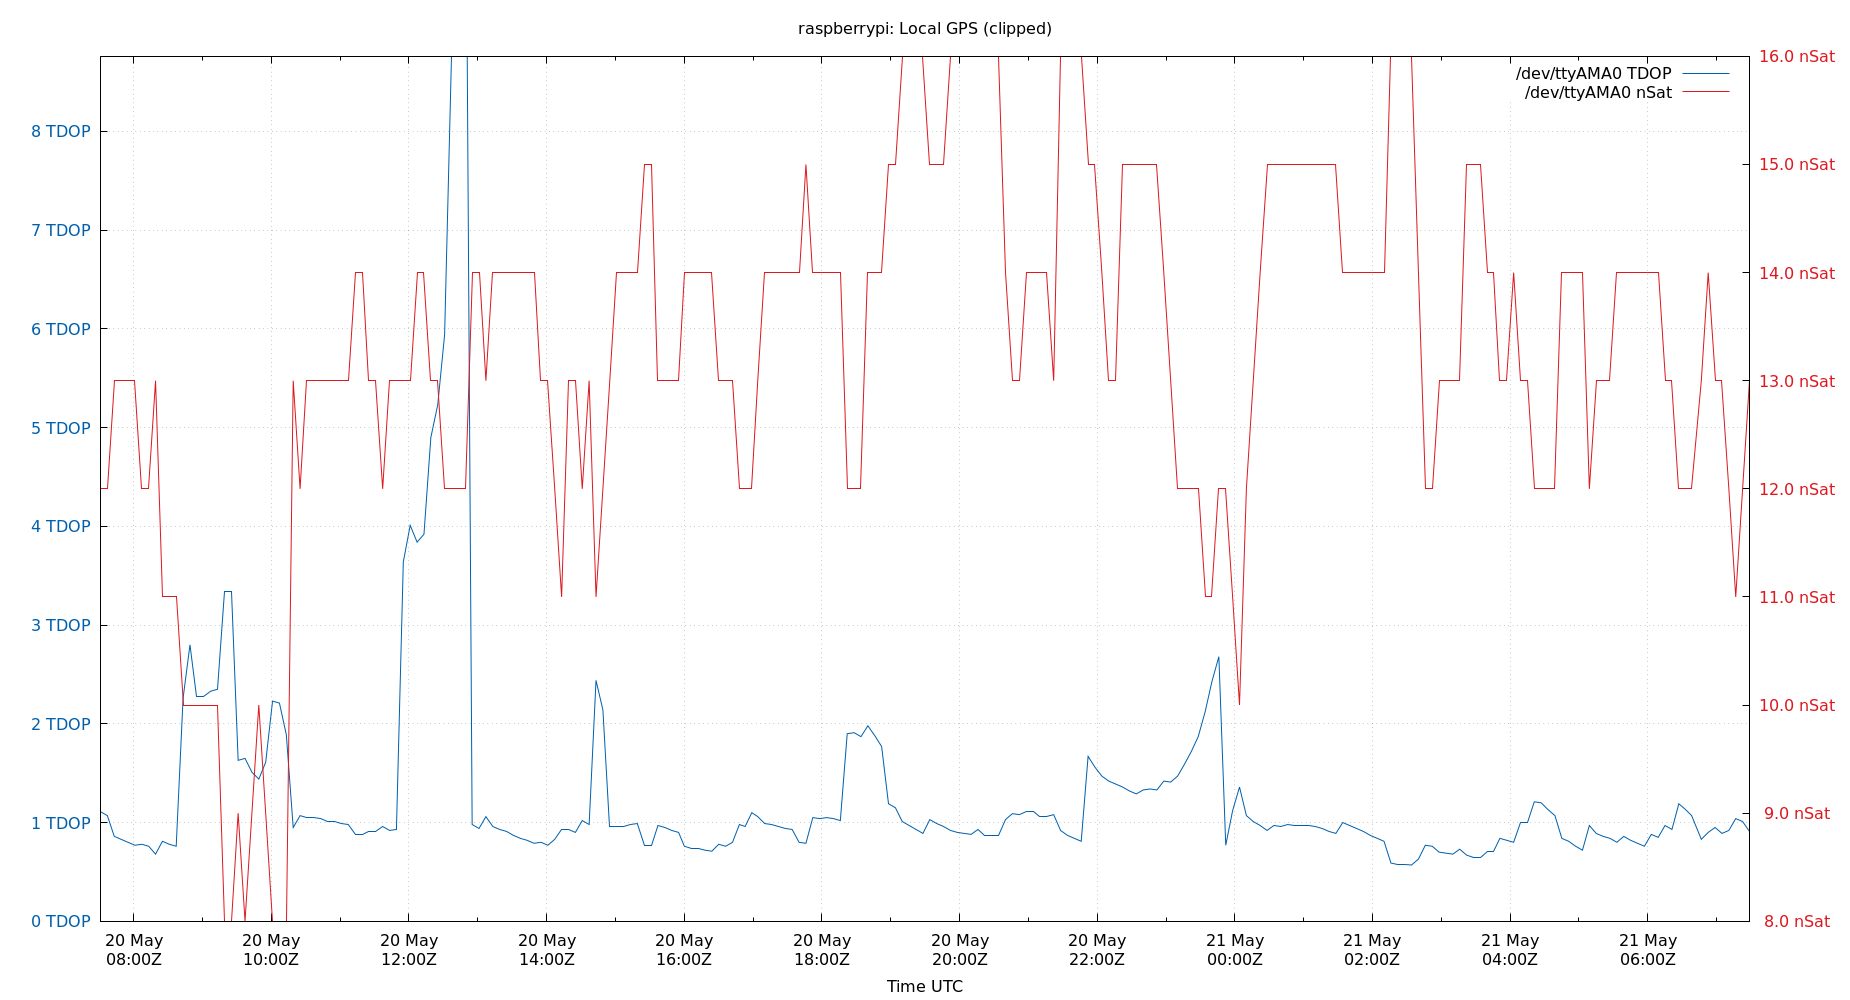 raspberrypi: Local GPS (clipped)
/dev/ttyAMA0 TDOP
/dev/ttyAMA0 nSat
8 TDOP
7 TDOP
6 TDOP
5 TDOP
4 TDOP
3 TDOP
2 TDOP
1 TDOP
0 TDOP
16.0 nSat
15.0 nSat
14.0 nSat
13.0 nSat
12.0 nSat
11.0 nSat
10.0 nSat
9.0 nSat
8.0 nSat
20 May
08:00Z
20 May
10:00Z
20 May
12:00Z
20 May
14:00Z
20 May
16:00Z
20 May
18:00Z
20 May
20:00Z
20 May
22:00Z
21 May
00:00Z
21 May
02:00Z
21 May
04:00Z
21 May
06:00Z
Time UTC